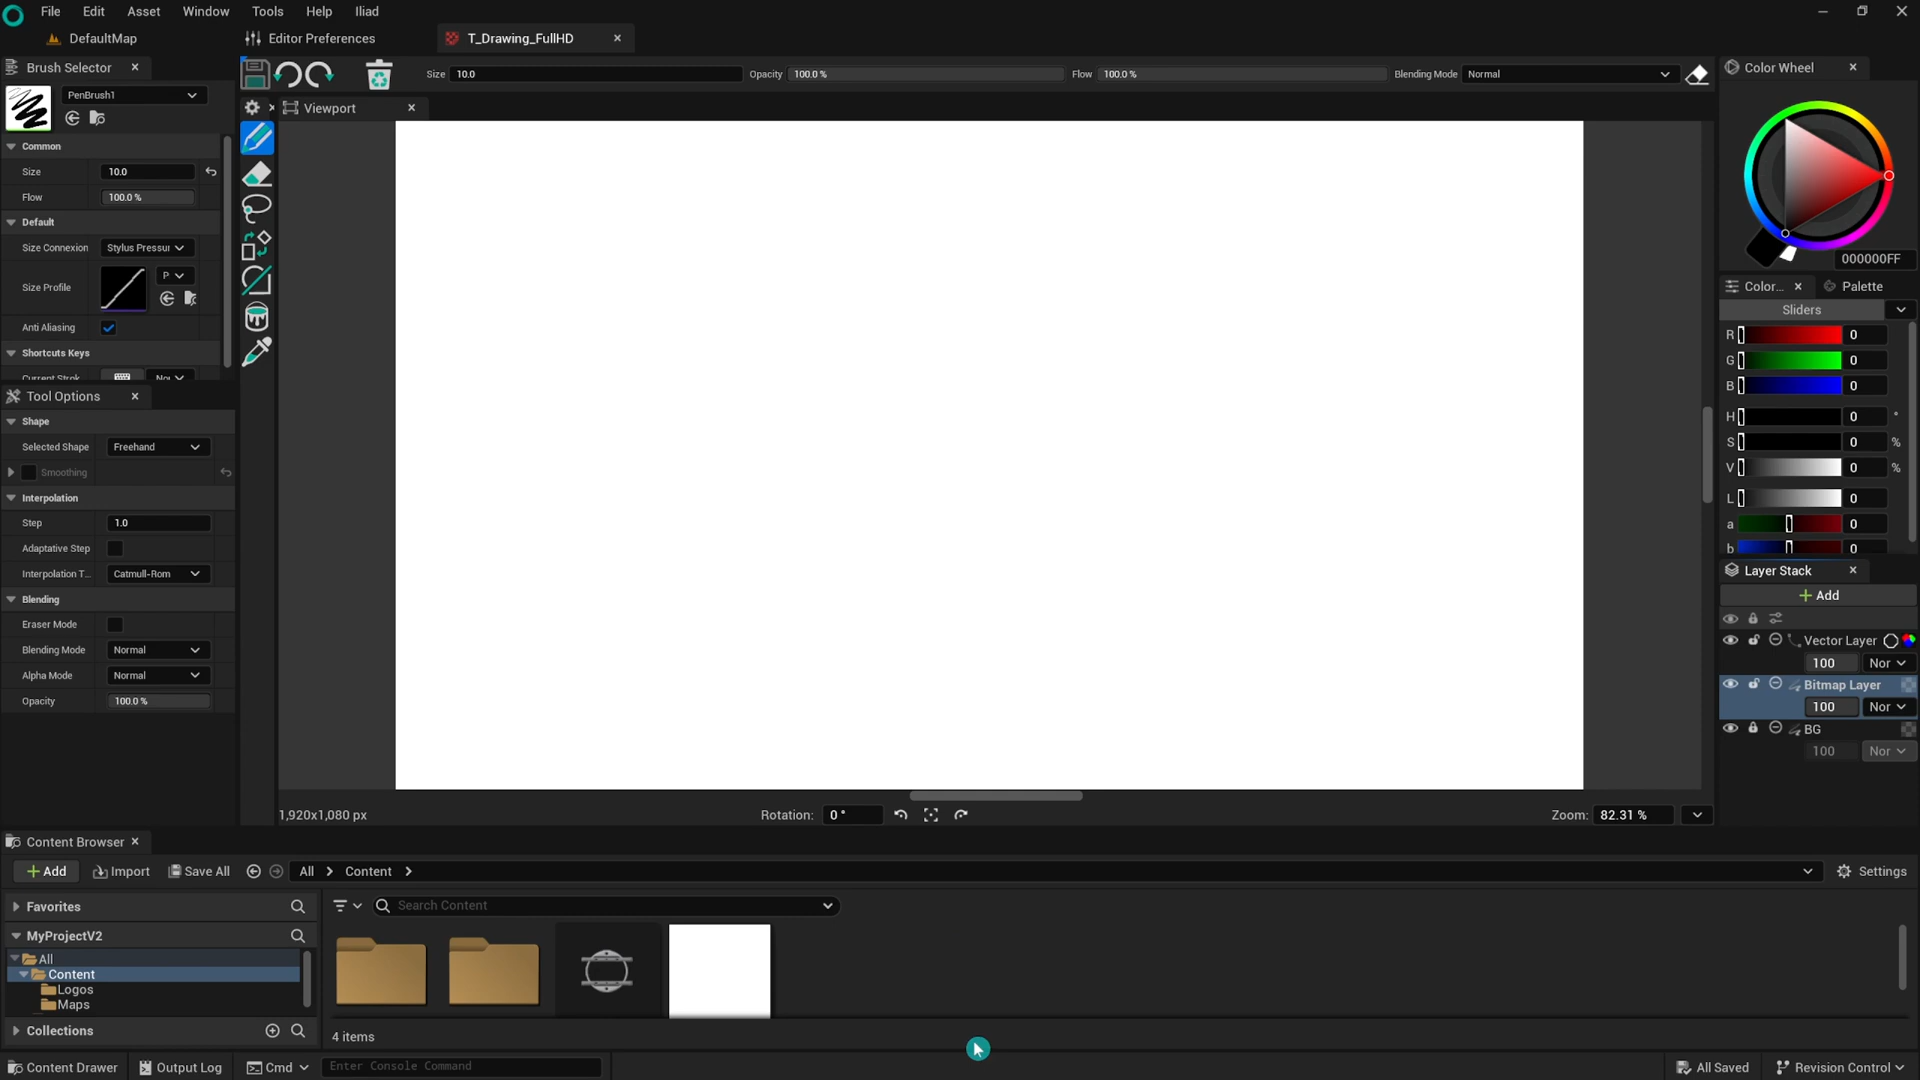 File Edit Asset Window Tools Help Iliad
DefaultMap Editor Preferences T_Drawing_FullHD
Brush Selector
PenBrush1
Common
Size 10.0
Flow 100.0 %
Default
Size Connexion
Size Profile P
Anti Aliasing
Shortcuts Keys
Tool Options
Shape
Selected Shape Freehand
Smoothing
Interpolation
Step 1.0
Adaptative Step
Interpolation T... Catmull-Rom
Blending
Eraser Mode
Blending Mode Normal
Alpha Mode Normal
Opacity 100.0 %
Size 10.0 Opacity 100.0 % Flow 100.0 % Blending Mode Normal
Viewport
1,920x1,080 px Rotation: 0 ° Zoom: 82.31 %
Color Wheel
000000FF
Color... Palette
Sliders
R 0
G 0
B 0
H 0 °
S 0 %
V 0 %
L 0
a 0
b 0
Layer Stack
Add
Vector Layer
100 Nor
Bitmap Layer
100 Nor
BG
100 Nor
Content Browser
Add Import Save All All Content Settings
Favorites
MyProjectV2
All
Content
Logos
Maps
Collections
Search Content
4 items
Content Drawer Output Log Cmd Enter Console Command All Saved Revision Control